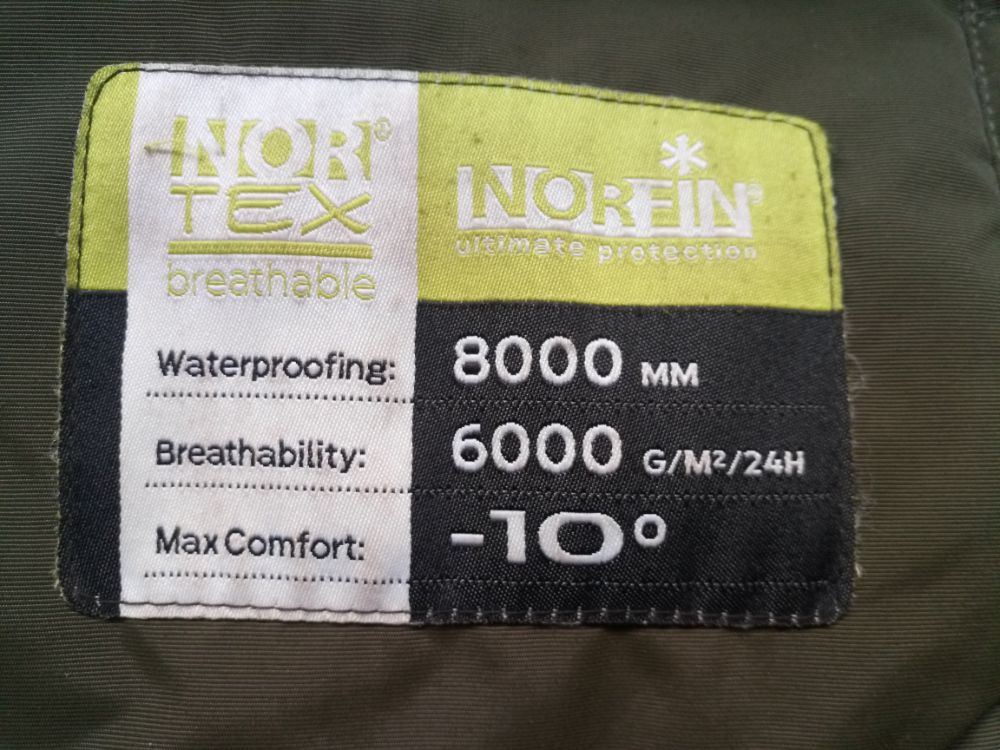 NOR®
TEX
breathable
NORFIN®
ultimate protection
Waterproofing: 8000 MM
Breathability: 6000 G/M²/24H
Max Comfort: -10°